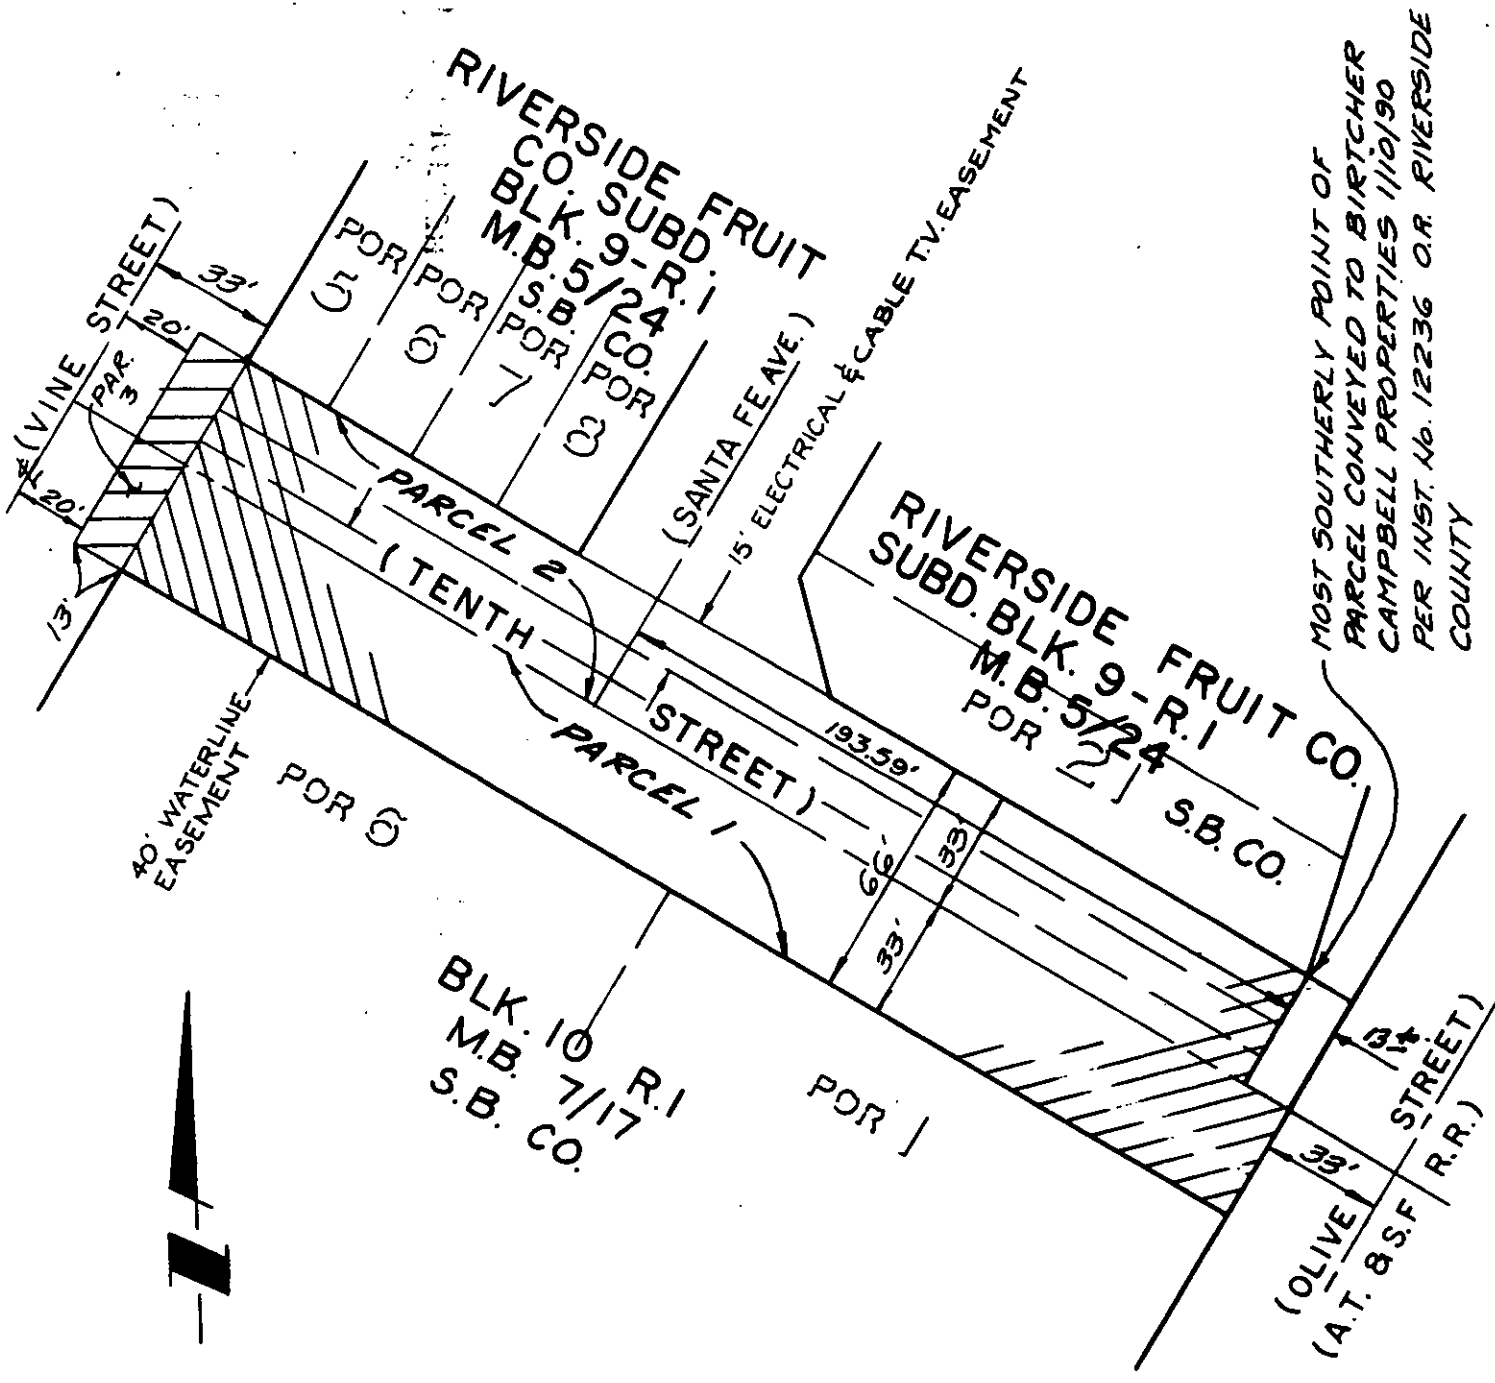 RIVERSIDE FRUIT
CO. SUBD.
BLK. 9-R.I
M.B. 5/24
S.B. CO.
POR
5
POR
6
POR
7
POR
8
℄ (VINE STREET)
33'
20'
PAR.
3
20'
13'
PARCEL 2
(TENTH STREET)
PARCEL 1
(SANTA FE AVE.)
15' ELECTRICAL & CABLE T.V. EASEMENT
MOST SOUTHERLY POINT OF
PARCEL CONVEYED TO BIRTCHER
CAMPBELL PROPERTIES 1/10/90
PER INST. No. 12236 O.R. RIVERSIDE
COUNTY
RIVERSIDE FRUIT CO.
SUBD. BLK. 9-R.I
M.B. 5/24
POR 21
S.B. CO.
193.59'
66'
33'
33'
40' WATERLINE
EASEMENT
POR 6
BLK. 10 R.I
M.B. 7/17
S.B. CO.
POR 1
13'±
33'
(OLIVE STREET)
(A.T. & S.F R.R.)
N